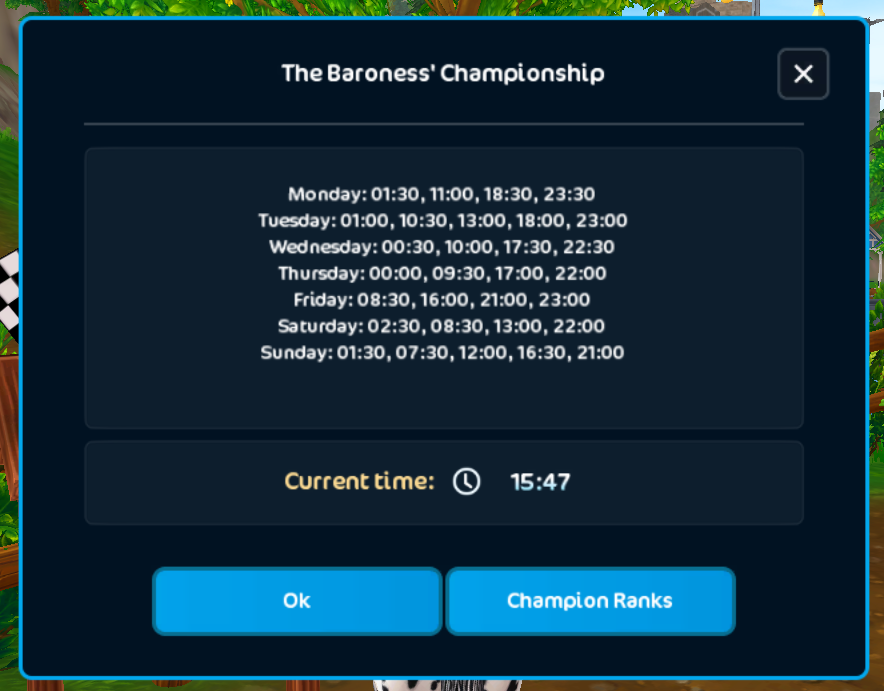 The Baroness' Championship
Monday: 01:30, 11:00, 18:30, 23:30
Tuesday: 01:00, 10:30, 13:00, 18:00, 23:00
Wednesday: 00:30, 10:00, 17:30, 22:30
Thursday: 00:00, 09:30, 17:00, 22:00
Friday: 08:30, 16:00, 21:00, 23:00
Saturday: 02:30, 08:30, 13:00, 22:00
Sunday: 01:30, 07:30, 12:00, 16:30, 21:00
Current time: 15:47
Ok
Champion Ranks